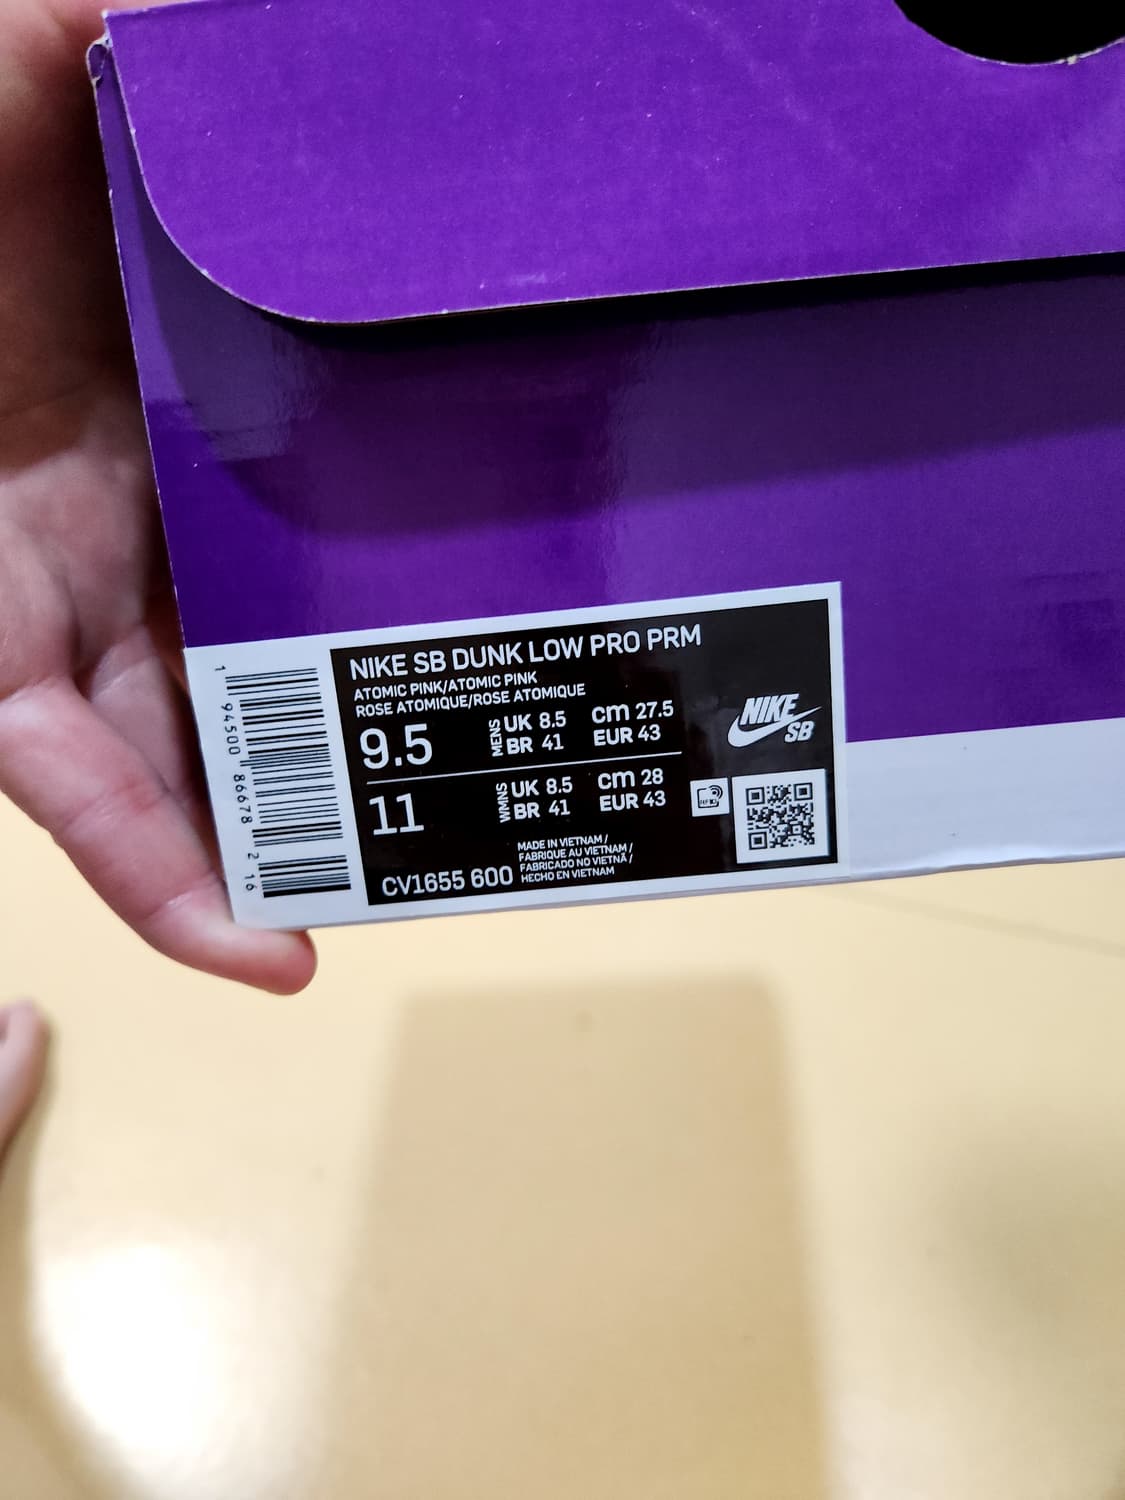 NIKE SB DUNK LOW PRO PRM
ATOMIC PINK/ATOMIC PINK
ROSE ATOMIQUE/ROSE ATOMIQUE
9.5 MENS UK 8.5 cm 27.5
BR 41 EUR 43
11 WMNS UK 8.5 cm 28
BR 41 EUR 43
MADE IN VIETNAM /
FABRIQUE AU VIETNAM /
FABRICADO NO VIETNÃ /
HECHO EN VIETNAM
CV1655 600
NIKE
SB
1 94500 86678 2 16